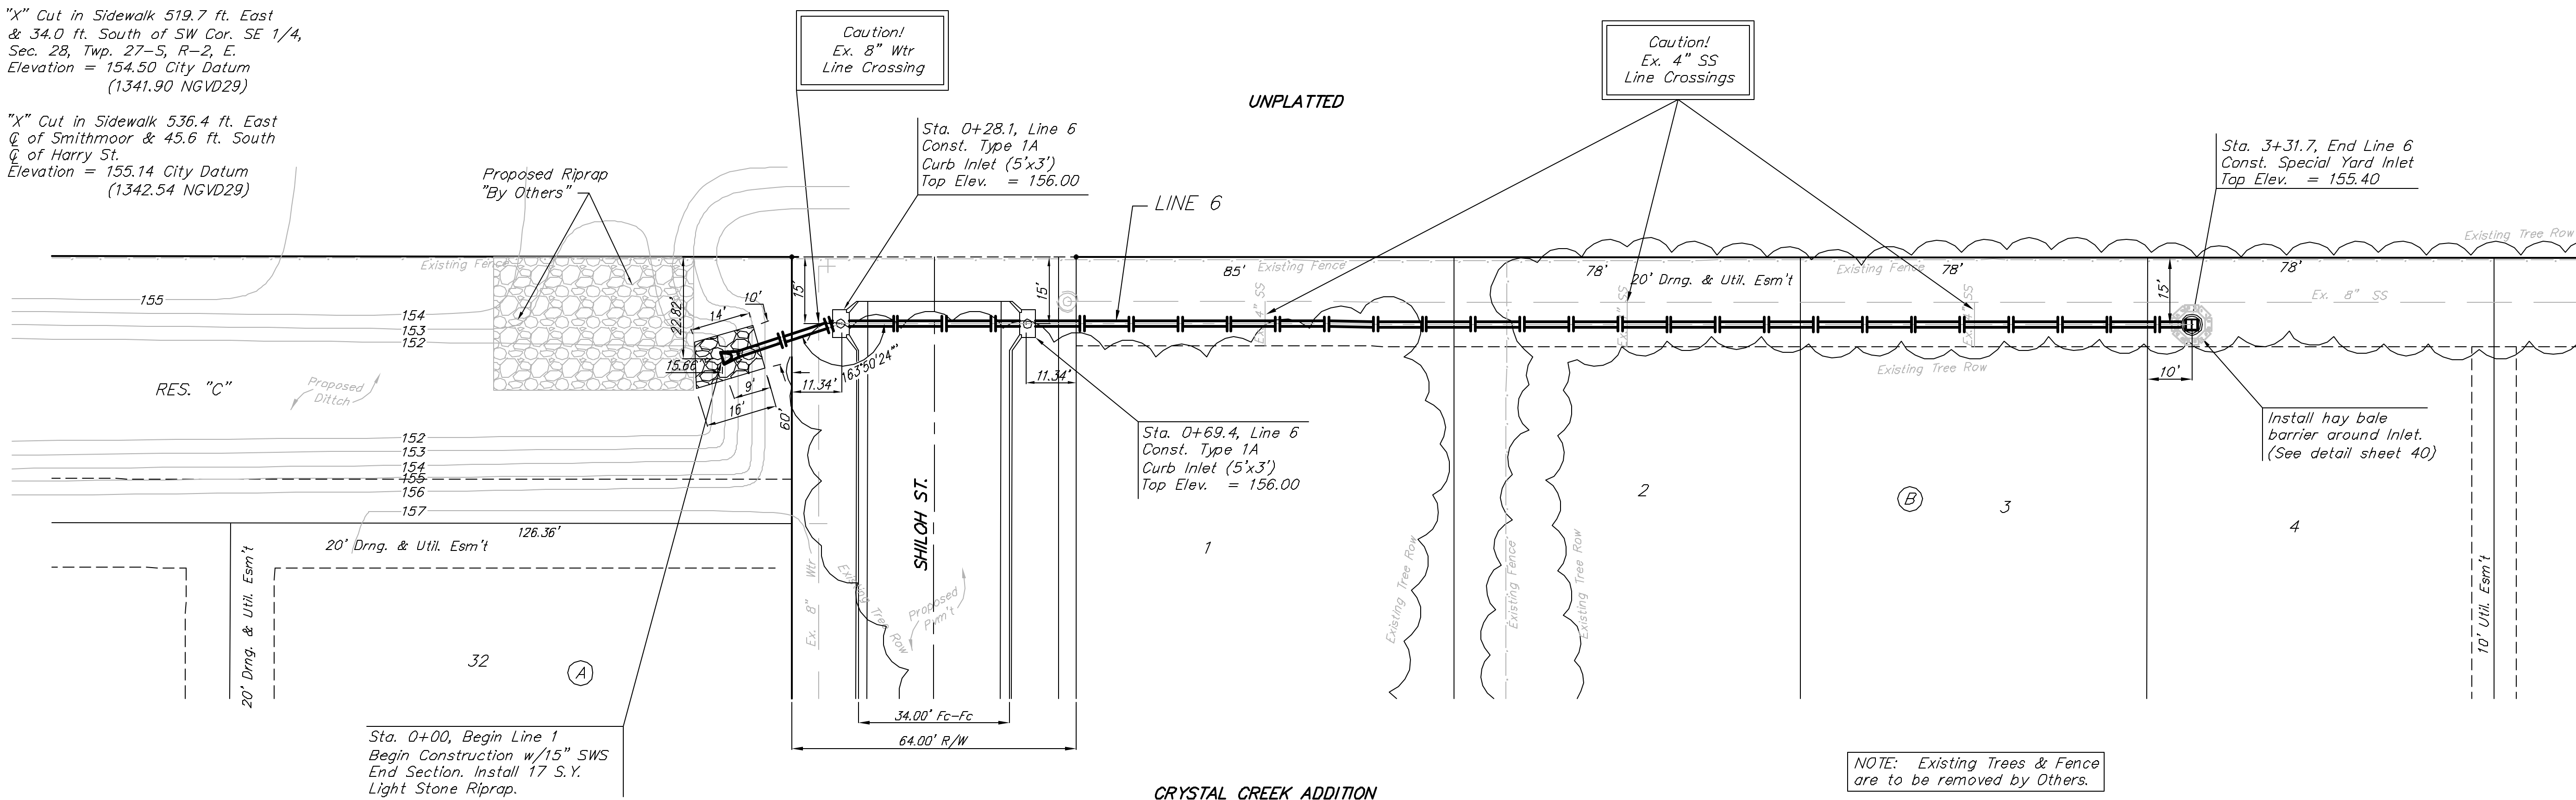 "X" Cut in Sidewalk 519.7 ft. East
& 34.0 ft. South of SW Cor. SE 1/4,
Sec. 28, Twp. 27-S, R-2, E.
Elevation = 154.50 City Datum
(1341.90 NGVD29)
"X" Cut in Sidewalk 536.4 ft. East
℄ of Smithmoor & 45.6 ft. South
℄ of Harry St.
Elevation = 155.14 City Datum
(1342.54 NGVD29)
Caution!
Ex. 8" Wtr
Line Crossing
Caution!
Ex. 4" SS
Line Crossings
UNPLATTED
Sta. 0+28.1, Line 6
Const. Type 1A
Curb Inlet (5'x3')
Top Elev. = 156.00
Proposed Riprap
"By Others"
LINE 6
Sta. 3+31.7, End Line 6
Const. Special Yard Inlet
Top Elev. = 155.40
Existing Tree Row
Existing Fence
85'
Existing Fence
78'
20' Drng. & Util. Esm't
Existing Fence
78'
78'
155
154
153
152
22.82'
14'
10'
15'
15'
Ex. 4" SS
Ex. 4" SS
Ex. 4" SS
15'
Ex. 8" SS
15.66'
9'
16'
60'
11.34'
163°50'24"
11.34'
10'
Existing Tree Row
RES. "C"
Proposed
Ditch
152
153
154
155
156
157
Sta. 0+69.4, Line 6
Const. Type 1A
Curb Inlet (5'x3')
Top Elev. = 156.00
Install hay bale
barrier around Inlet.
(See detail sheet 40)
126.36'
20' Drng. & Util. Esm't
20' Drng. & Util. Esm't
SHILOH ST.
Ex. 8" Wtr
Existing Tree Row
Proposed
Pvm't
1
2
B
3
4
Existing Tree Row
Existing Fence
Existing Tree Row
10' Util. Esm't
32
A
34.00' Fc-Fc
64.00' R/W
Sta. 0+00, Begin Line 1
Begin Construction w/15" SWS
End Section. Install 17 S.Y.
Light Stone Riprap.
NOTE: Existing Trees & Fence
are to be removed by Others.
CRYSTAL CREEK ADDITION